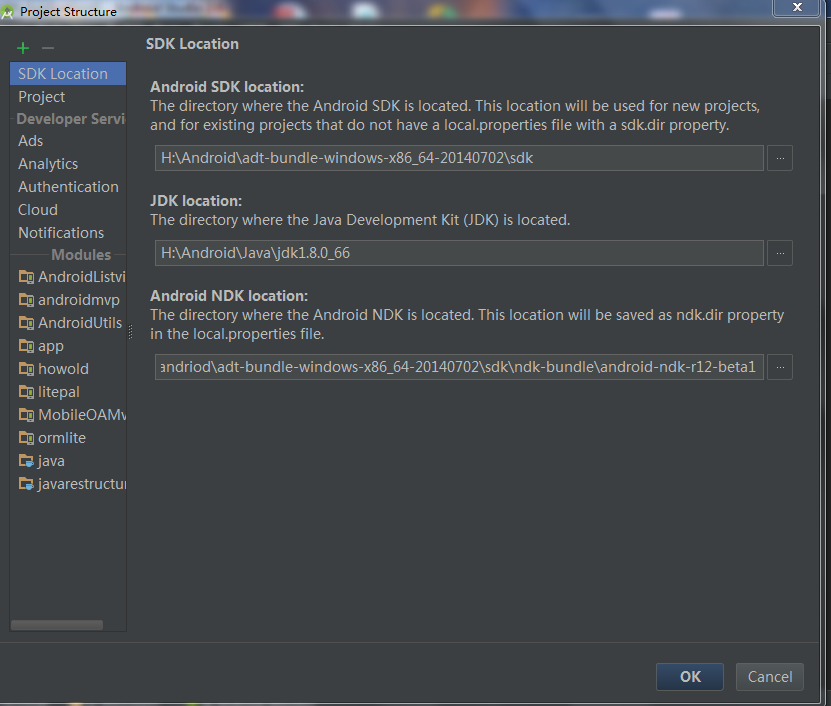 Project Structure
SDK Location
Project
Developer Servi
Ads
Analytics
Authentication
Cloud
Notifications
Modules
AndroidListvi
androidmvp
AndroidUtils
app
howold
litepal
MobileOAMv
ormlite
java
javarestructur
SDK Location
Android SDK location:
The directory where the Android SDK is located. This location will be used for new projects,
and for existing projects that do not have a local.properties file with a sdk.dir property.
H:\Android\adt-bundle-windows-x86_64-20140702\sdk
...
JDK location:
The directory where the Java Development Kit (JDK) is located.
H:\Android\Java\jdk1.8.0_66
...
Android NDK location:
The directory where the Android NDK is located. This location will be saved as ndk.dir property
in the local.properties file.
andriod\adt-bundle-windows-x86_64-20140702\sdk\ndk-bundle\android-ndk-r12-beta1
...
OK
Cancel